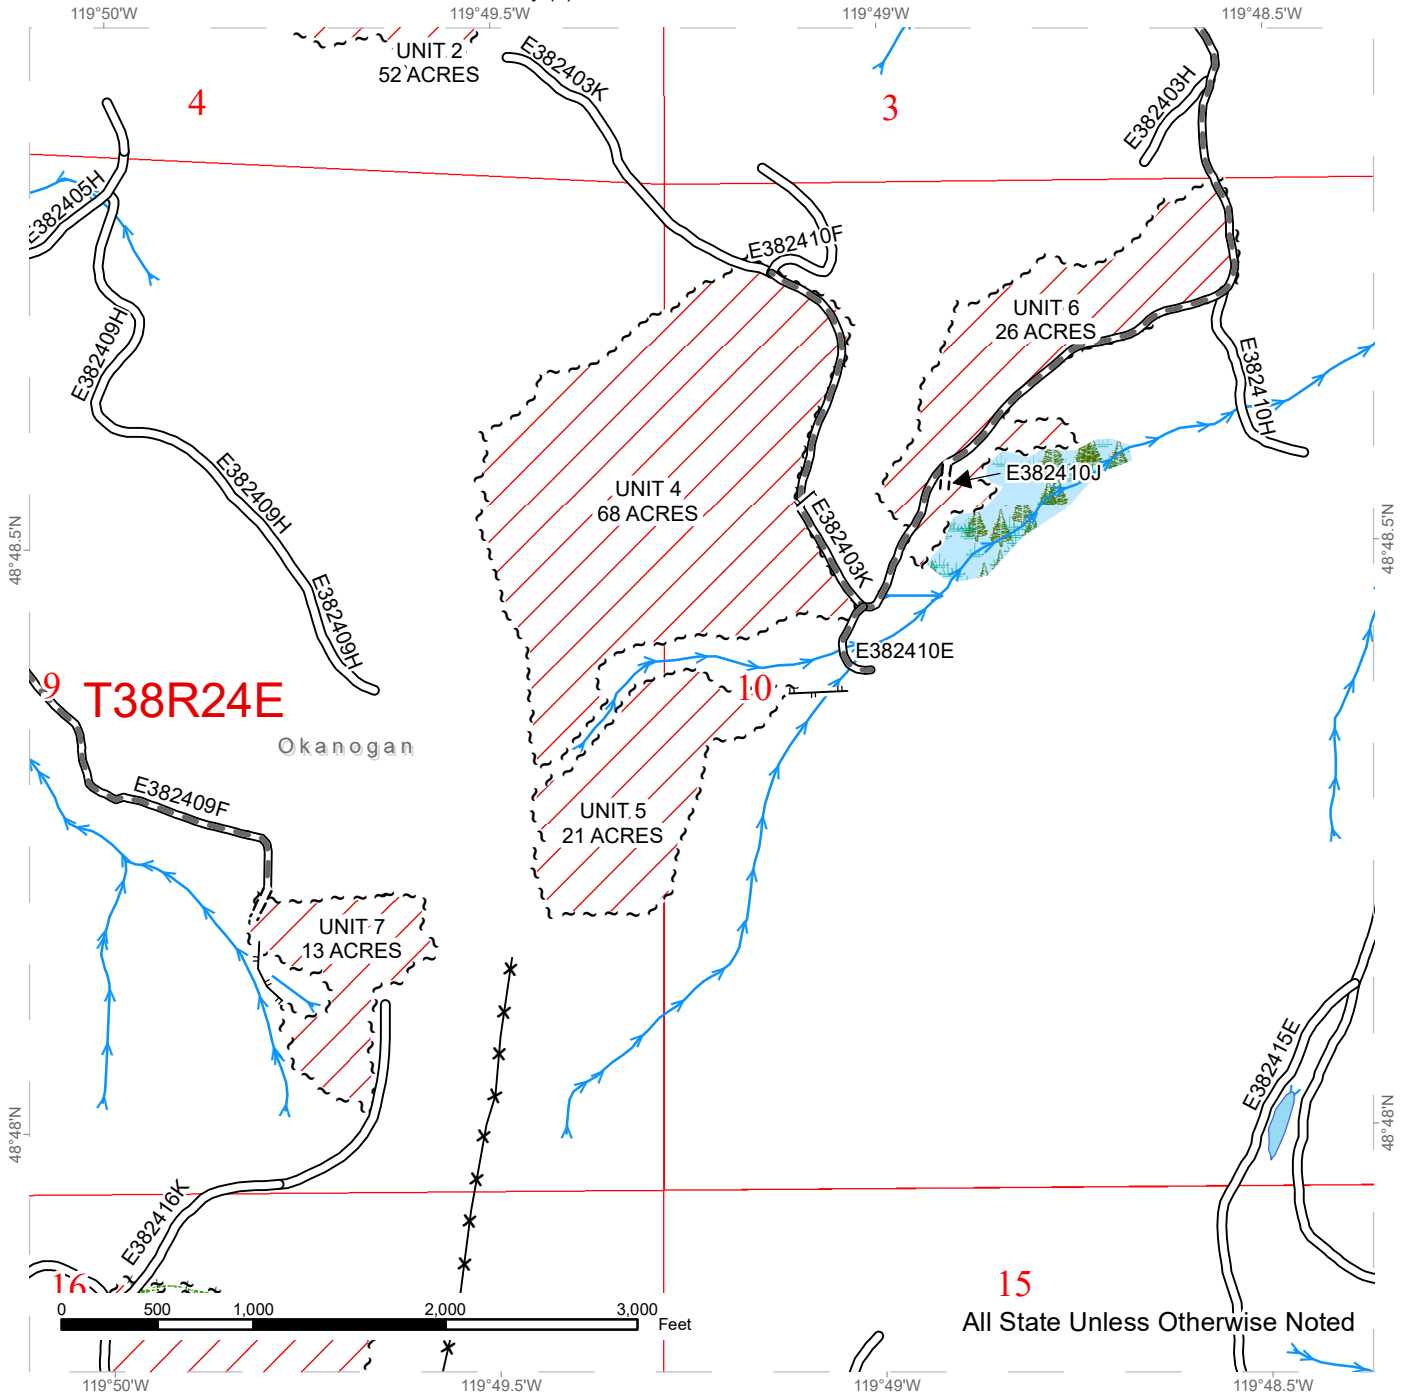 119°50'W
119°49.5'W
119°49'W
119°48.5'W
UNIT 2
52 ACRES
E382403K
4
3
E382403H
E382405H
E382410F
E382409H
UNIT 6
26 ACRES
E382410H
E382409H
UNIT 4
68 ACRES
E382410J
E382403K
48°48.5'N
48°48.5'N
E382409H
E382410E
9
T38R24E
10
Okanogan
E382409F
UNIT 5
21 ACRES
UNIT 7
13 ACRES
E382415E
48°48'N
48°48'N
E382416K
16
15
0
500
1,000
2,000
3,000
Feet
All State Unless Otherwise Noted
119°50'W
119°49.5'W
119°49'W
119°48.5'W